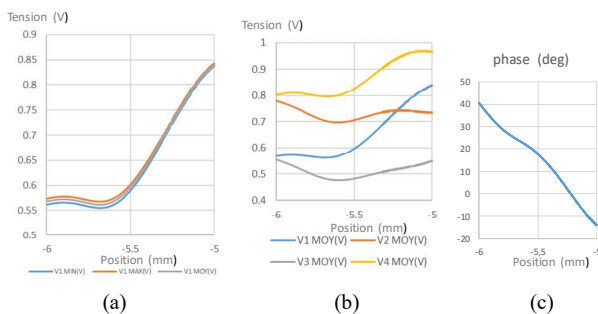 Tension (V)
0.9
0.85
0.8
0.75
0.7
0.65
0.6
0.55
0.5
-6
-5.5
-5
Position (mm)
V1 MIN(V) V1 MAX(V) V1 MOY(V)
(a)
Tension (V)
1
0.9
0.8
0.7
0.6
0.5
0.4
-6
-5.5
-5
Position (mm)
V1 MOY(V) V2 MOY(V)
V3 MOY(V) V4 MOY(V)
(b)
phase (deg)
50
40
30
20
10
0
-10
-20
-6
-5,5
-5
Position (mm)
(c)